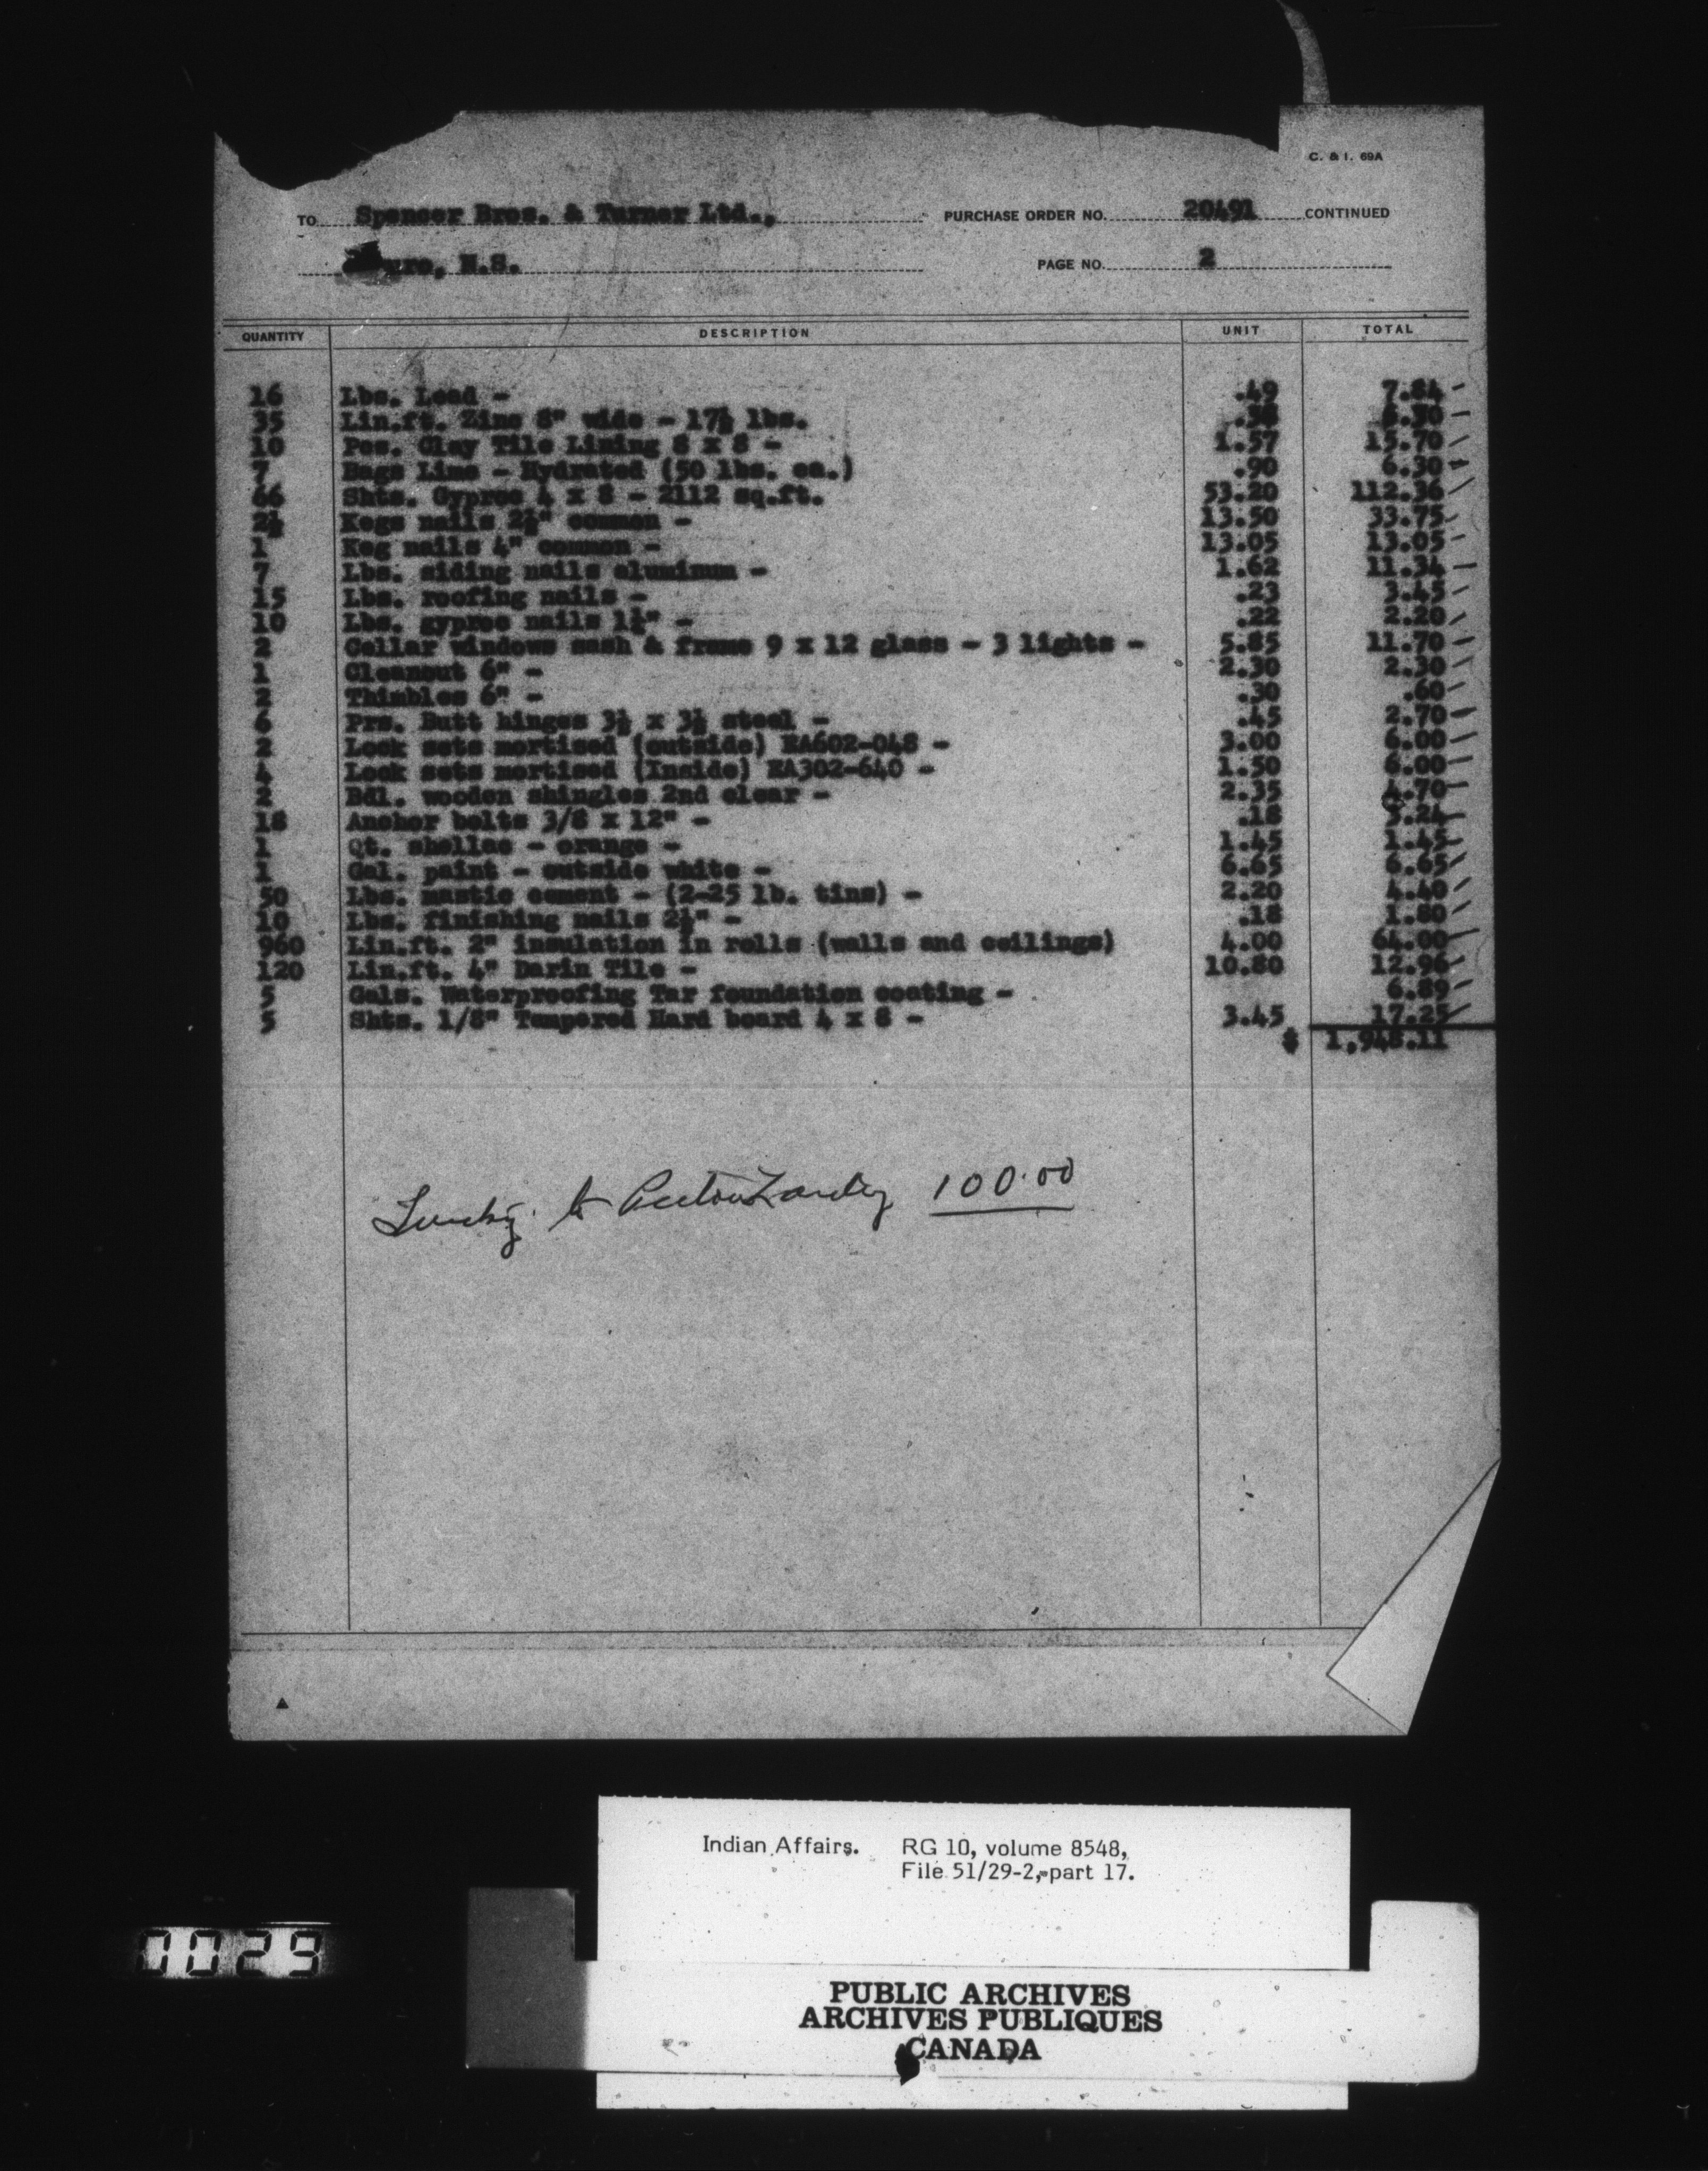 C. & I. 69A
TO Spencer Bros. & Turner Ltd., PURCHASE ORDER NO. 20491 CONTINUED
N.S. PAGE NO. 2
QUANTITY DESCRIPTION UNIT TOTAL
16 Lbs. Lead - .49 7.84
35 Lin.ft. Zinc 8" wide - 17½ lbs. .36 6.30
10 Pcs. Clay Tile Lining 8 x 8 - 1.57 15.70
7 Bags Lime - Hydrated (50 lbs. ea.) .90 6.30
66 Shts. Gyproc 4 x 8 - 2112 sq.ft. 53.20 112.36
2½ Kegs nails 2½" common - 13.50 33.75
1 Keg nails 4" common - 13.05 13.05
7 Lbs. siding nails aluminum - 1.62 11.34
15 Lbs. roofing nails - .23 3.45
10 Lbs. gyproc nails - .22 2.20
2 Cellar windows sash & frame 9 x 12 glass - 3 lights - 5.85 11.70
1 Cleanout 6" - 2.30 2.30
2 Thimbles 6" - .30 .60
6 Prs. Butt hinges 3½ x 3½ steel - .45 2.70
2 Lock sets mortised (outside) EA602-048 - 3.00 6.00
4 Lock sets mortised (Inside) EA302-640 - 1.50 6.00
2 Bdl. wooden shingles 2nd clear - 2.35 4.70
18 Anchor bolts 3/8 x 12" - .18 3.24
1 Qt. shellac - orange - 1.45 1.45
1 Gal. paint - outside white - 6.65 6.65
50 Lbs. mastic cement - (2-25 lb. tins) - 2.20 4.40
10 Lbs. finishing nails 2½" - .18 1.80
960 Lin.ft. 2" insulation in rolls (walls and ceilings) 4.00 64.00
120 Lin.ft. 4" Darin Tile - 10.80 12.96
5 Gals. Waterproofing Tar foundation coating - 6.89
5 Shts. 1/8" Tempered Hard board 4 x 8 - 3.45 17.25
$ 1,948.11
to 100.00
Indian Affairs. RG 10, volume 8548,
File 51/29-2, part 17.
0029
PUBLIC ARCHIVES
ARCHIVES PUBLIQUES
CANADA